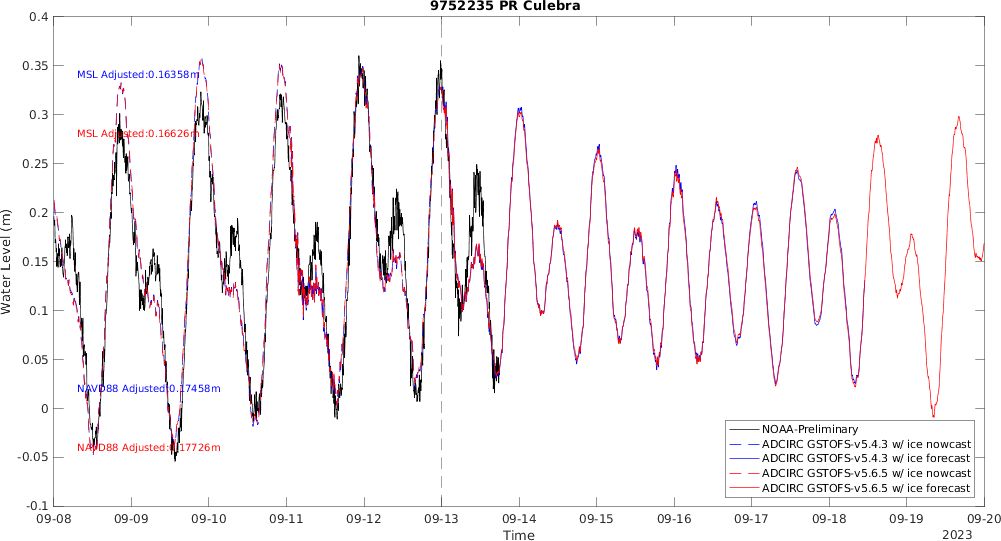 9752235 PR Culebra
0.4
0.35
0.3
0.25
0.2
0.15
0.1
0.05
0
-0.05
-0.1
Water Level (m)
MSL Adjusted:0.16358m
MSL Adjusted:0.16626m
NAVD88 Adjusted:0.17458m
NAVD88 Adjusted:0.17726m
NOAA-Preliminary
ADCIRC GSTOFS-v5.4.3 w/ ice nowcast
ADCIRC GSTOFS-v5.4.3 w/ ice forecast
ADCIRC GSTOFS-v5.6.5 w/ ice nowcast
ADCIRC GSTOFS-v5.6.5 w/ ice forecast
09-08 09-09 09-10 09-11 09-12 09-13 09-14 09-15 09-16 09-17 09-18 09-19 09-20
Time
2023